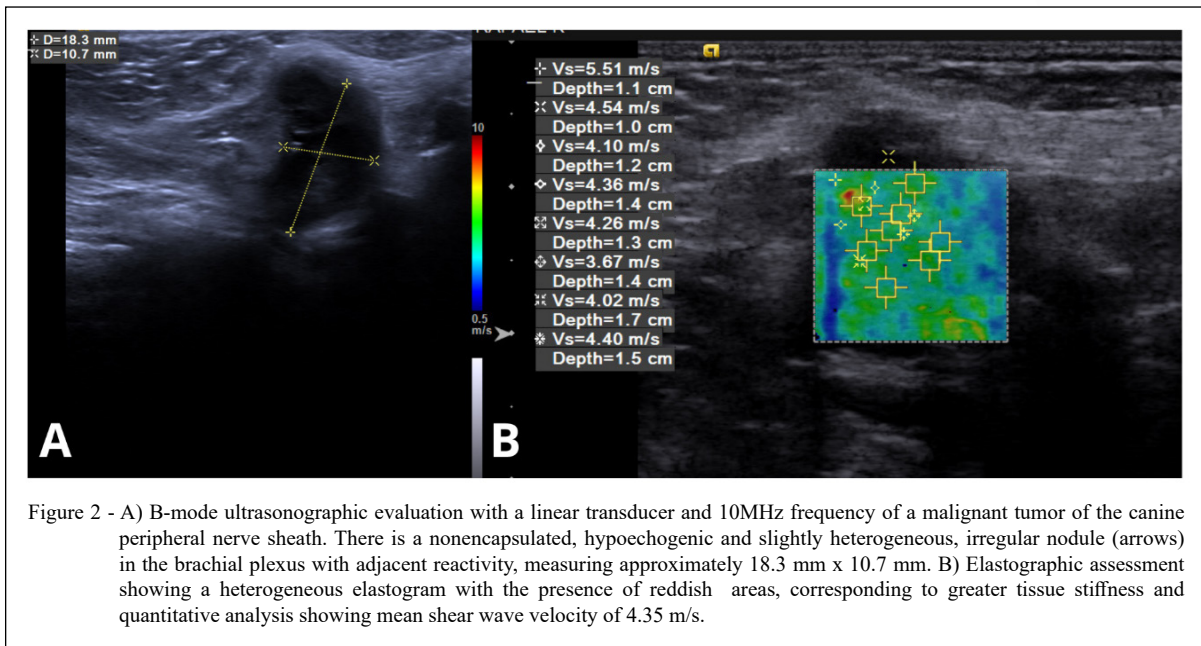 D=18.3 mm
D=10.7 mm
Vs=5.51 m/s
Depth=1.1 cm
Vs=4.54 m/s
Depth=1.0 cm
Vs=4.10 m/s
Depth=1.2 cm
Vs=4.36 m/s
Depth=1.4 cm
Vs=4.26 m/s
Depth=1.3 cm
Vs=3.67 m/s
Depth=1.4 cm
Vs=4.02 m/s
Depth=1.7 cm
Vs=4.40 m/s
Depth=1.5 cm
10
0.5
m/s
A
B
Figure 2 - A) B-mode ultrasonographic evaluation with a linear transducer and 10MHz frequency of a malignant tumor of the canine
peripheral nerve sheath. There is a nonencapsulated, hypoechogenic and slightly heterogeneous, irregular nodule (arrows)
in the brachial plexus with adjacent reactivity, measuring approximately 18.3 mm x 10.7 mm. B) Elastographic assessment
showing a heterogeneous elastogram with the presence of reddish areas, corresponding to greater tissue stiffness and
quantitative analysis showing mean shear wave velocity of 4.35 m/s.